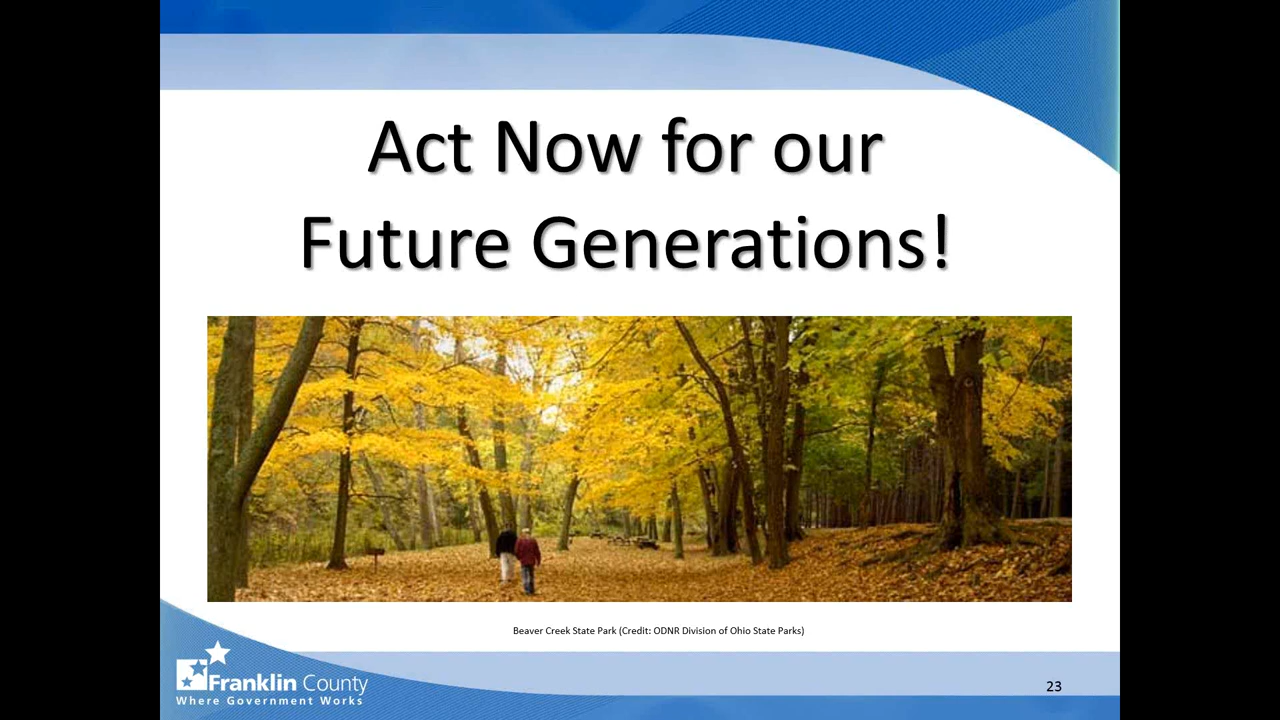 Act Now for our
Future Generations!
Beaver Creek State Park (Credit: ODNR Division of Ohio State Parks)
Franklin County
Where Government Works
23